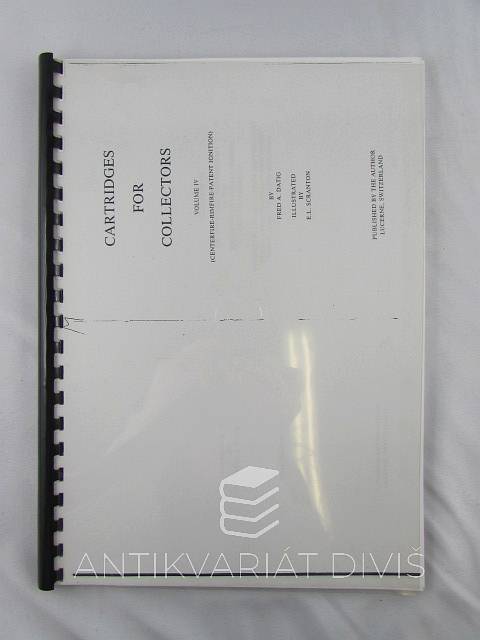 CARTRIDGES
FOR
COLLECTORS
VOLUME IV
(CENTERFIRE-RIMFIRE-PATENT IGNITION)
BY
FRED A. DATIG
ILLUSTRATED
BY
E.L. SCRANTON
PUBLISHED BY THE AUTHOR
LUCERNE, SWITZERLAND
ANTIKVARIÁT DIVIŠ